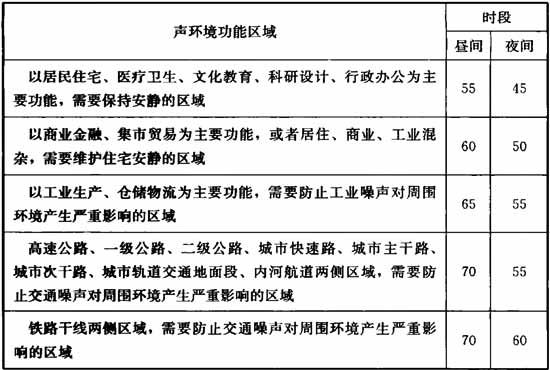 声环境功能区域
时段
昼间
夜间
以居民住宅、医疗卫生、文化教育、科研设计、行政办公为主
要功能，需要保持安静的区域
55
45
以商业金融、集市贸易为主要功能，或者居住、商业、工业混
杂，需要维护住宅安静的区域
60
50
以工业生产、仓储物流为主要功能，需要防止工业噪声对周围
环境产生严重影响的区域
65
55
高速公路、一级公路、二级公路、城市快速路、城市主干路、
城市次干路、城市轨道交通地面段、内河航道两侧区域，需要防
止交通噪声对周围环境产生严重影响的区域
70
55
铁路干线两侧区域，需要防止交通噪声对周围环境产生严重影
响的区域
70
60